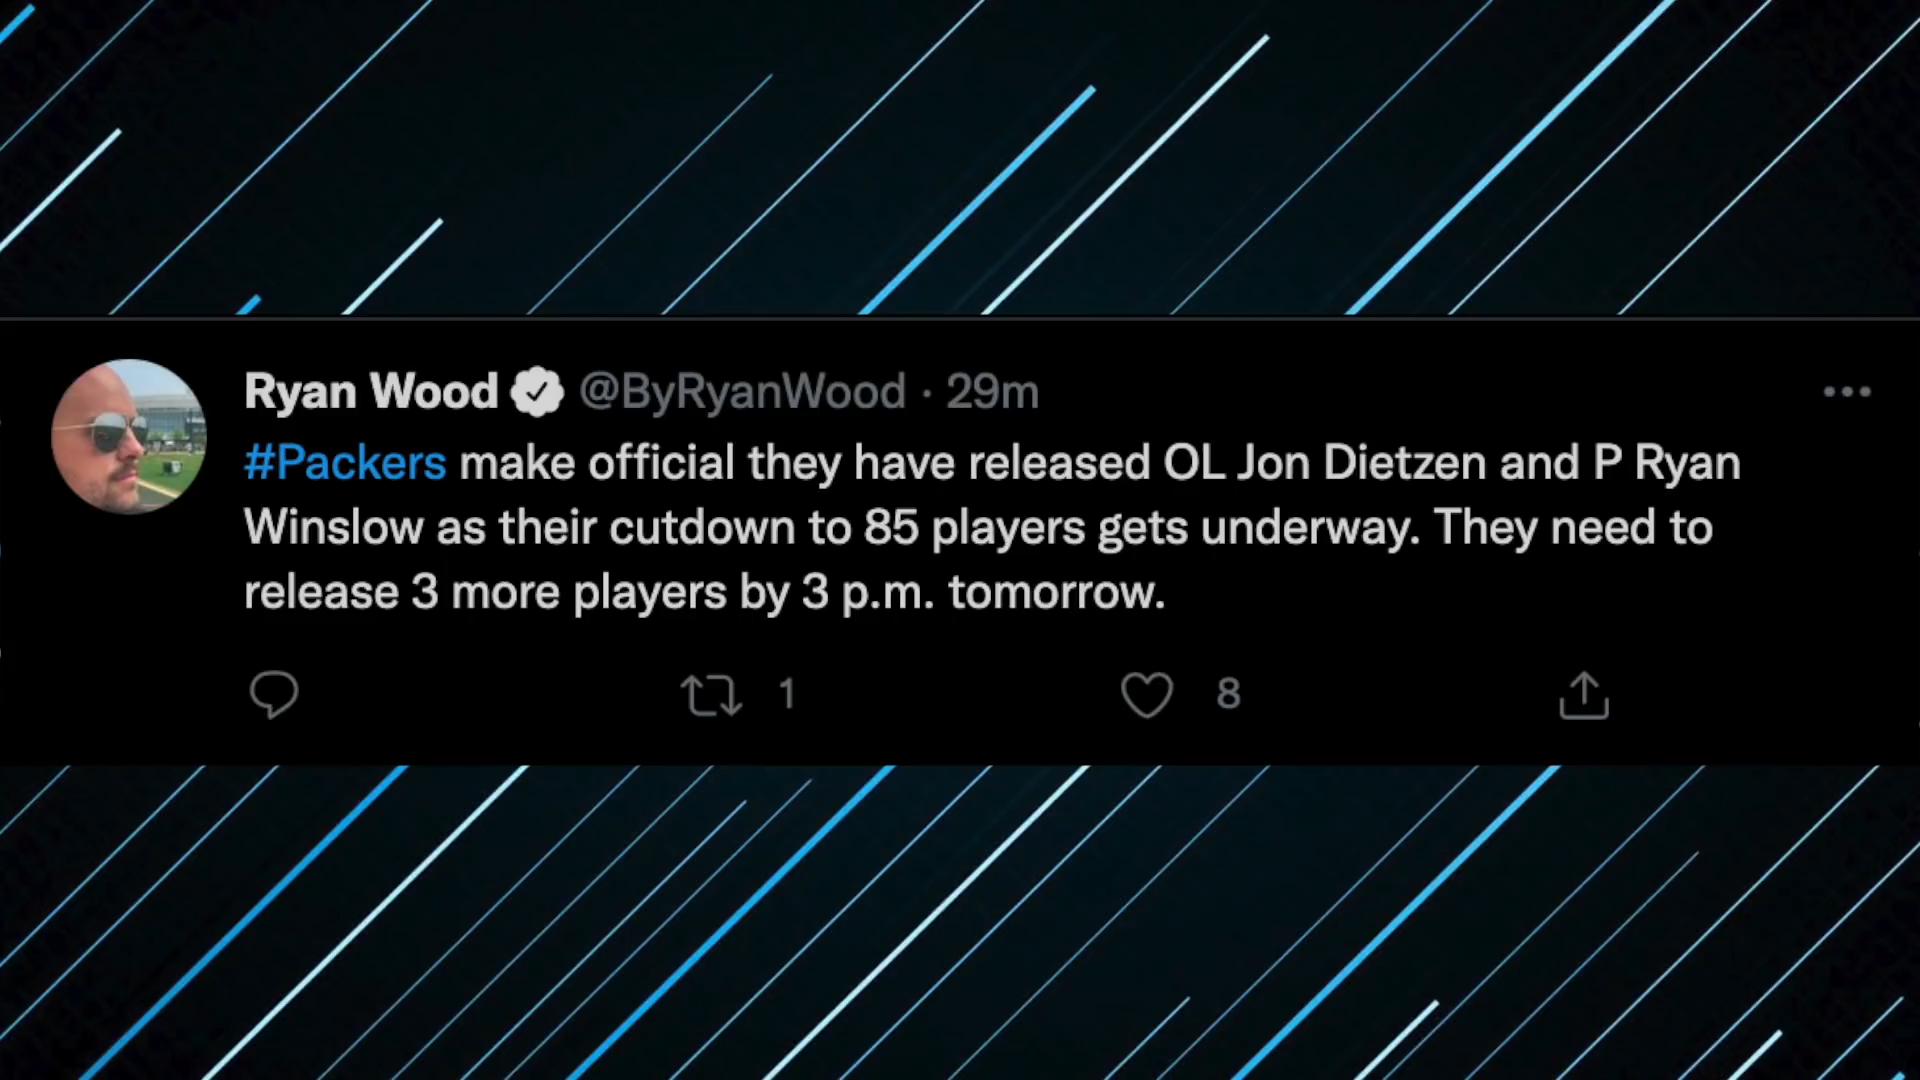 Ryan Wood @ByRyanWood · 29m
#Packers make official they have released OL Jon Dietzen and P Ryan
Winslow as their cutdown to 85 players gets underway. They need to
release 3 more players by 3 p.m. tomorrow.
1 8